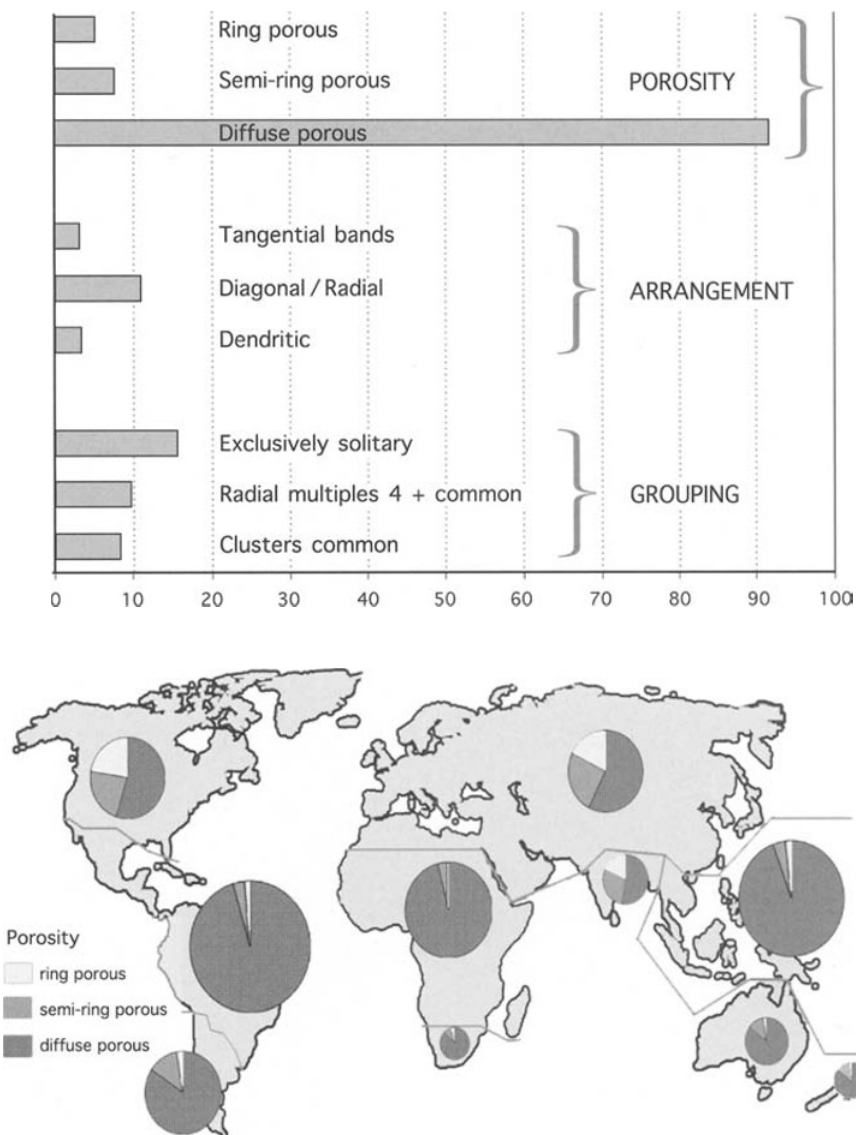 Ring porous
Semi-ring porous
POROSITY
Diffuse porous
Tangential bands
Diagonal / Radial
ARRANGEMENT
Dendritic
Exclusively solitary
Radial multiples 4 + common
GROUPING
Clusters common
0 10 20 30 40 50 60 70 80 90 100
Porosity
ring porous
semi-ring porous
diffuse porous